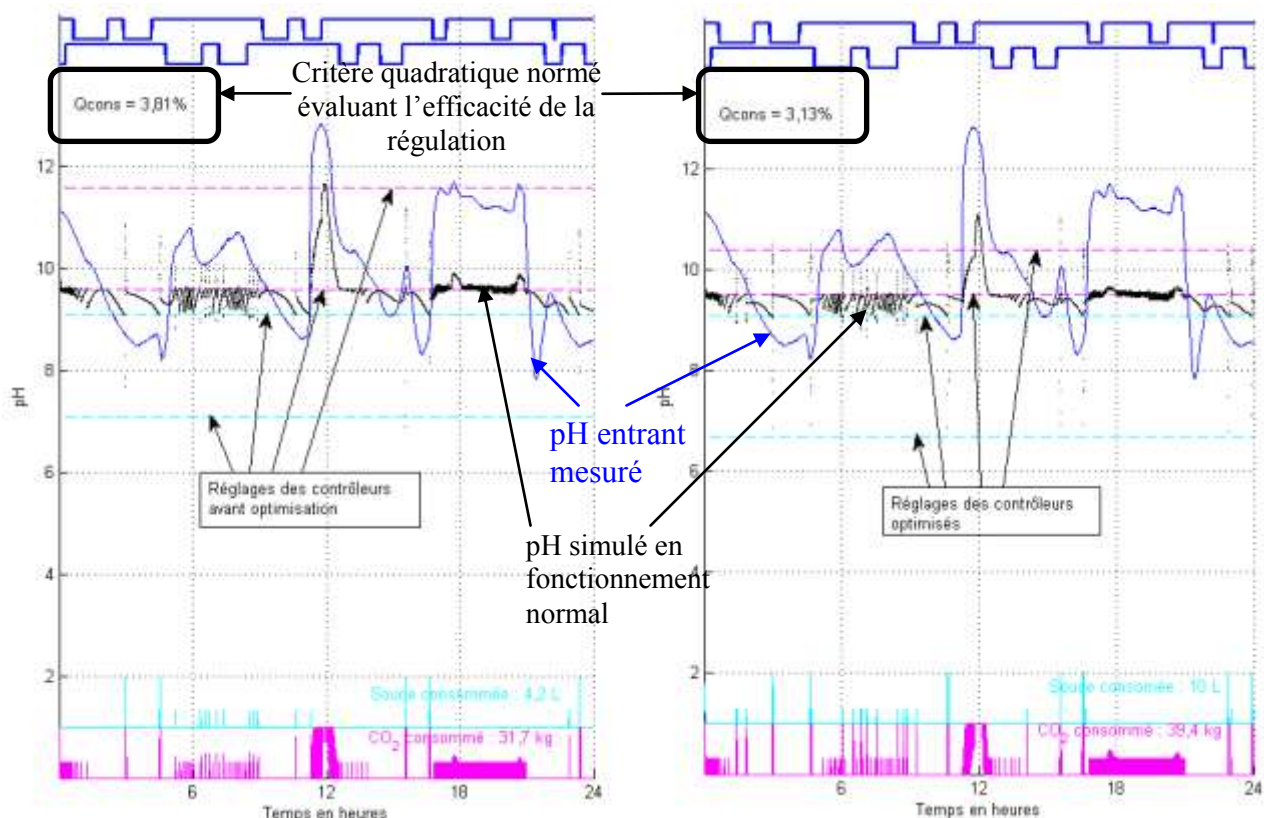 Qcons = 3,81%
Critère quadratique normé
évaluant l'efficacité de la
régulation
Qcons = 3,13%
12
10
8
6
4
2
pH
Réglages des contrôleurs
avant optimisation
pH entrant
mesuré
pH simulé en
fonctionnement
normal
Soude consommée : 4,2 L
CO2 consommé : 31,7 kg
6
12
18
24
Temps en heures
12
10
8
6
4
2
pH
Réglages des contrôleurs
optimisés
Soude consomée : 10 L
CO2 consommé : 39,4 kg
6
12
18
24
Temps en heures